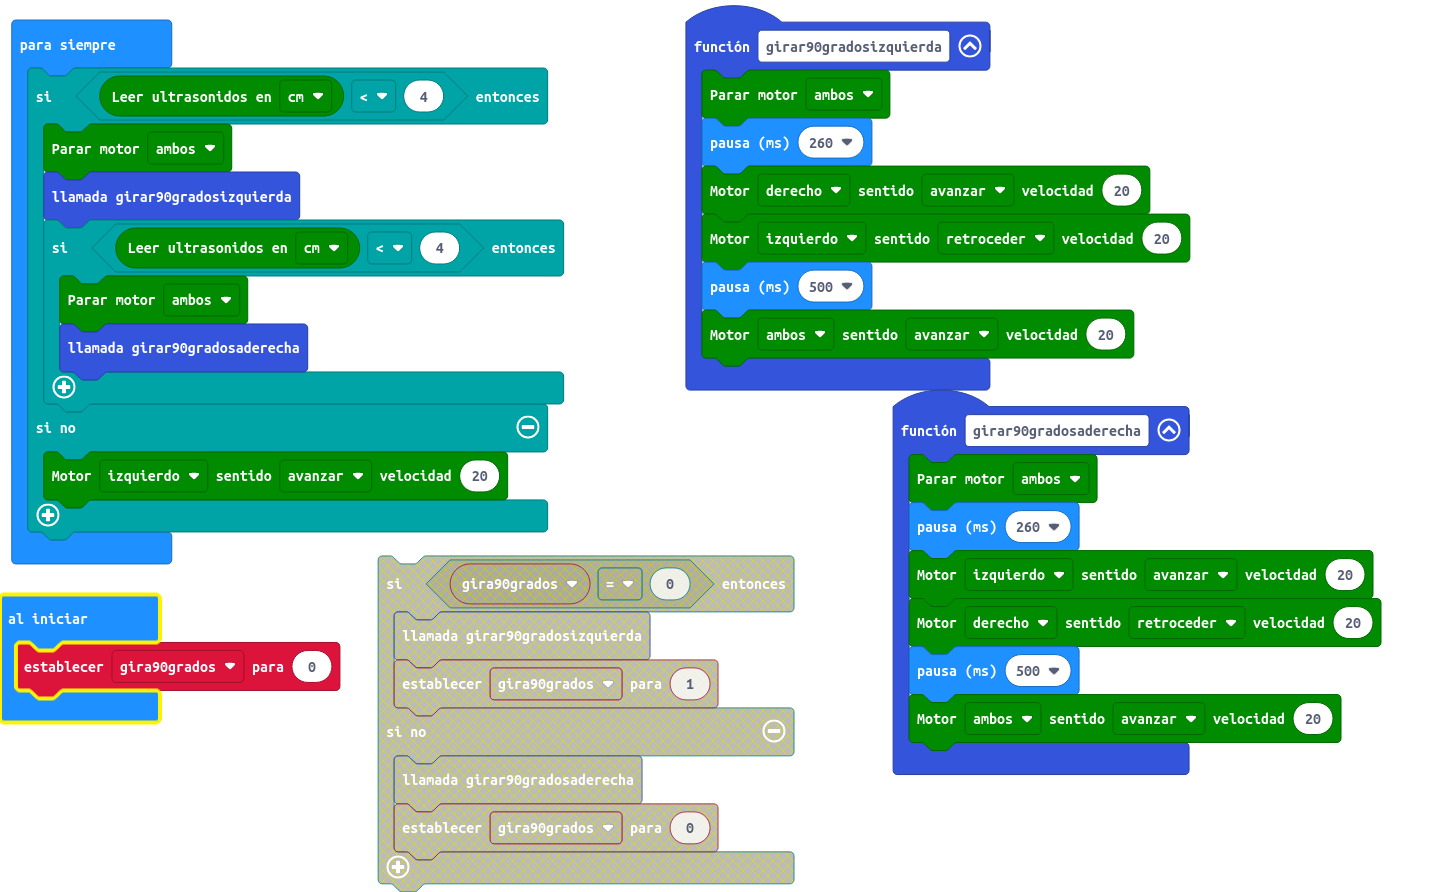 para siempre
si Leer ultrasonidos en cm < 4 entonces
Parar motor ambos
llamada girar90gradosizquierda
si Leer ultrasonidos en cm < 4 entonces
Parar motor ambos
llamada girar90gradosaderecha
si no
Motor izquierdo sentido avanzar velocidad 20
al iniciar
establecer gira90grados para 0
si gira90grados = 0 entonces
llamada girar90gradosizquierda
establecer gira90grados para 1
si no
llamada girar90gradosaderecha
establecer gira90grados para 0
función girar90gradosizquierda
Parar motor ambos
pausa (ms) 260
Motor derecho sentido avanzar velocidad 20
Motor izquierdo sentido retroceder velocidad 20
pausa (ms) 500
Motor ambos sentido avanzar velocidad 20
función girar90gradosaderecha
Parar motor ambos
pausa (ms) 260
Motor izquierdo sentido avanzar velocidad 20
Motor derecho sentido retroceder velocidad 20
pausa (ms) 500
Motor ambos sentido avanzar velocidad 20